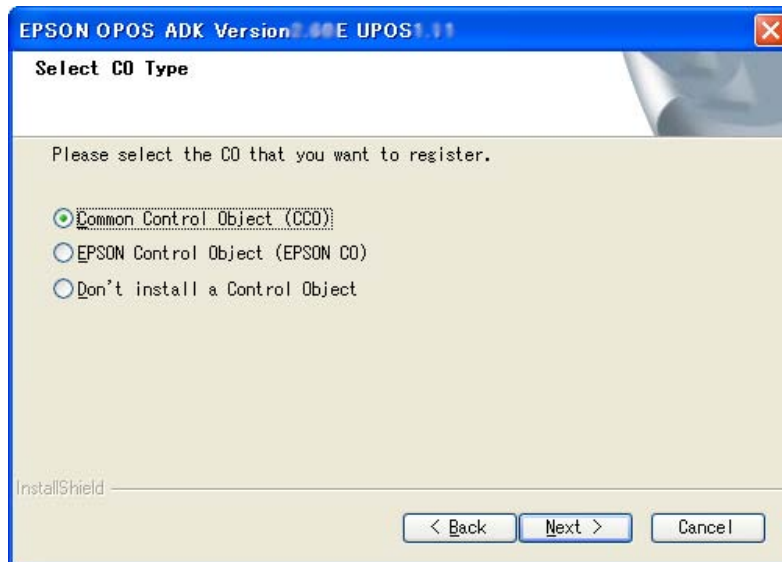 EPSON OPOS ADK Version E UPOS
Select CO Type
Please select the CO that you want to register.
Common Control Object (CCO)
EPSON Control Object (EPSON CO)
Don't install a Control Object
InstallShield
< Back Next > Cancel